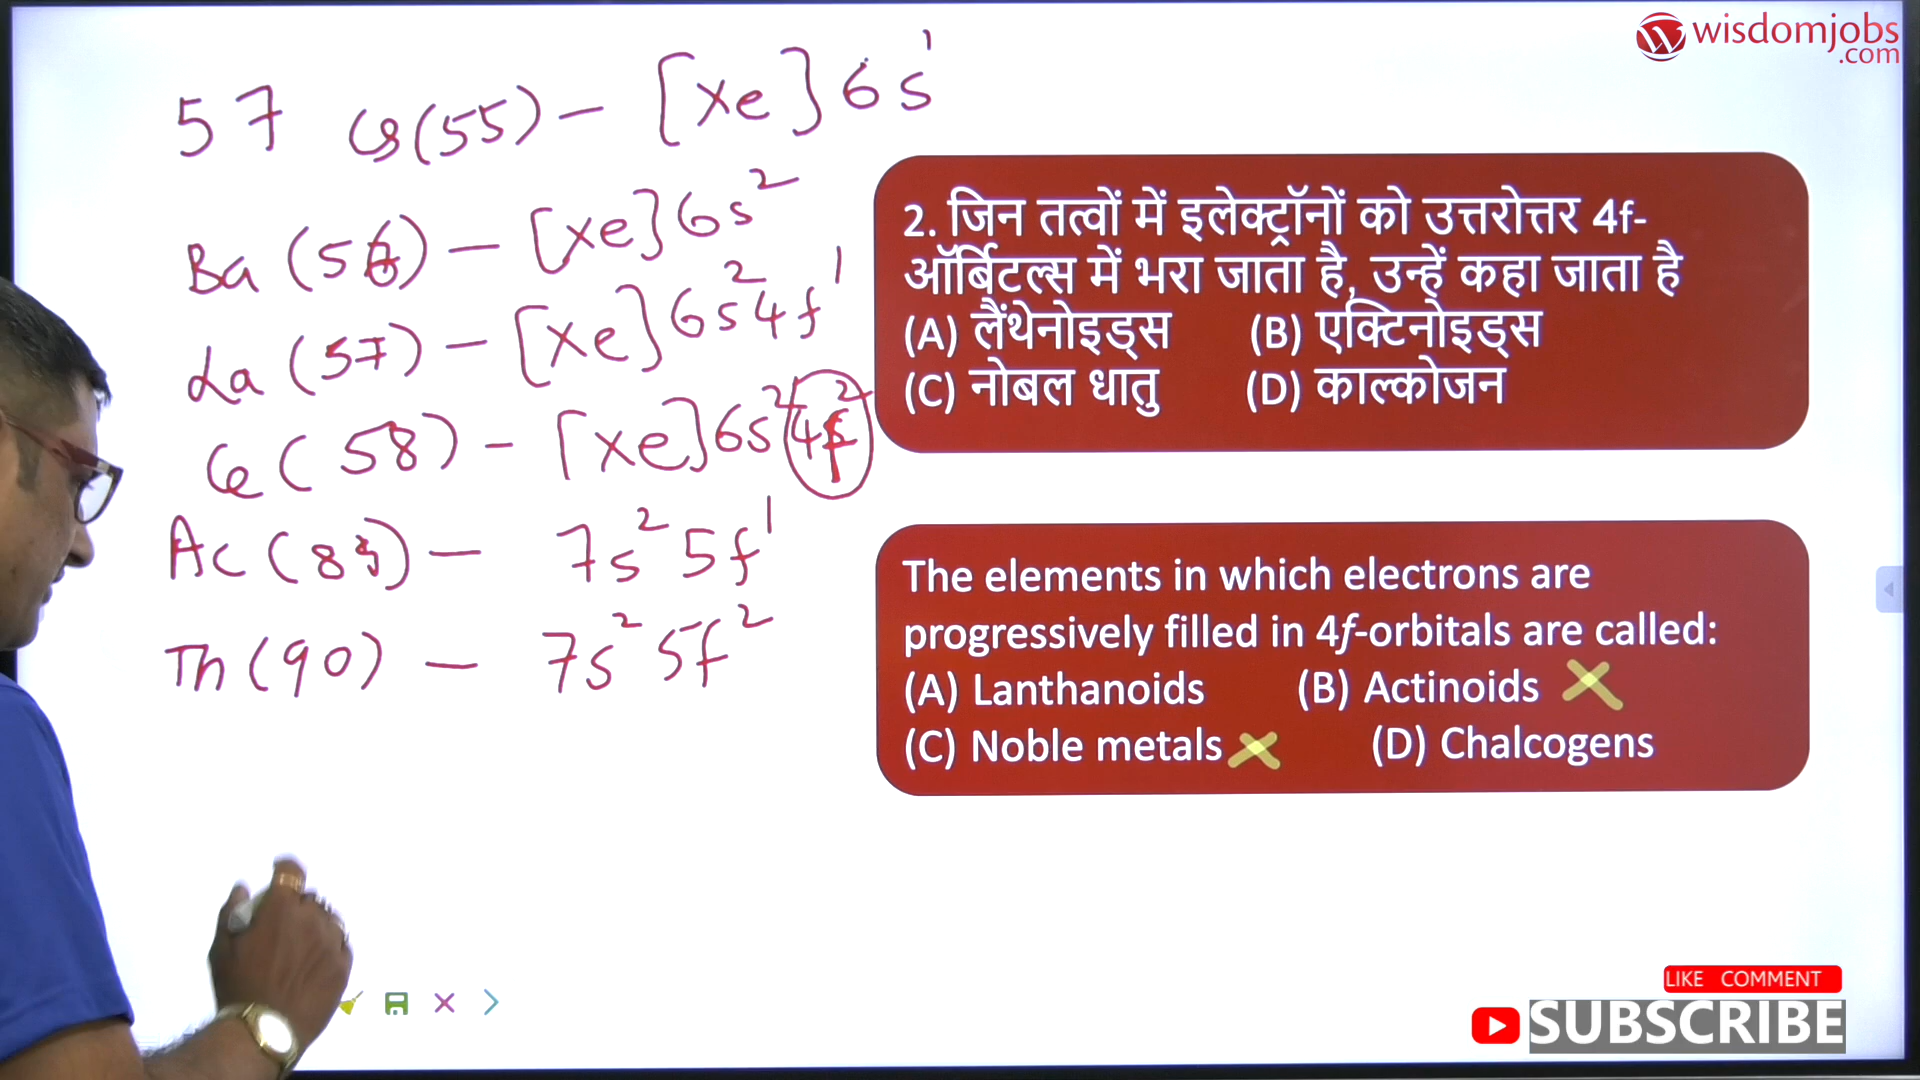 wisdomjobs
.com
57 Cs(55) – [Xe] 6s¹
Ba (56) – [Xe] 6s²
La (57) – [Xe] 6s² 4f¹
Ce (58) – [Xe] 6s² 4f²
Ac (89) – 7s² 5f¹
Th (90) – 7s² 5f²
2. जिन तत्वों में इलेक्ट्रॉनों को उत्तरोत्तर 4f-
ऑर्बिटल्स में भरा जाता है, उन्हें कहा जाता है
(A) लैंथेनोइड्स (B) एक्टिनोइड्स
(C) नोबल धातु (D) काल्कोजन
The elements in which electrons are
progressively filled in 4f-orbitals are called:
(A) Lanthanoids (B) Actinoids
(C) Noble metals (D) Chalcogens
LIKE COMMENT
SUBSCRIBE